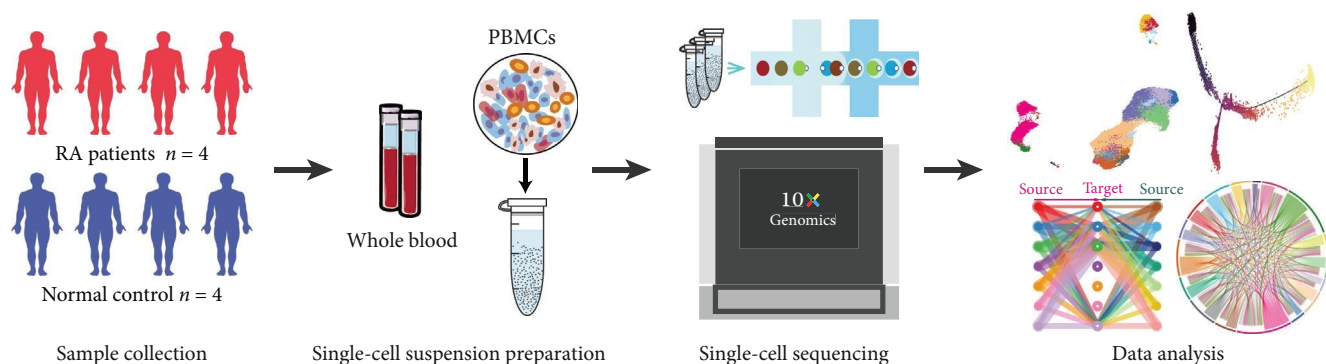 RA patients n = 4
Normal control n = 4
Sample collection
PBMCs
Whole blood
Single-cell suspension preparation
10X
Genomics
Single-cell sequencing
Source Target Source
Data analysis